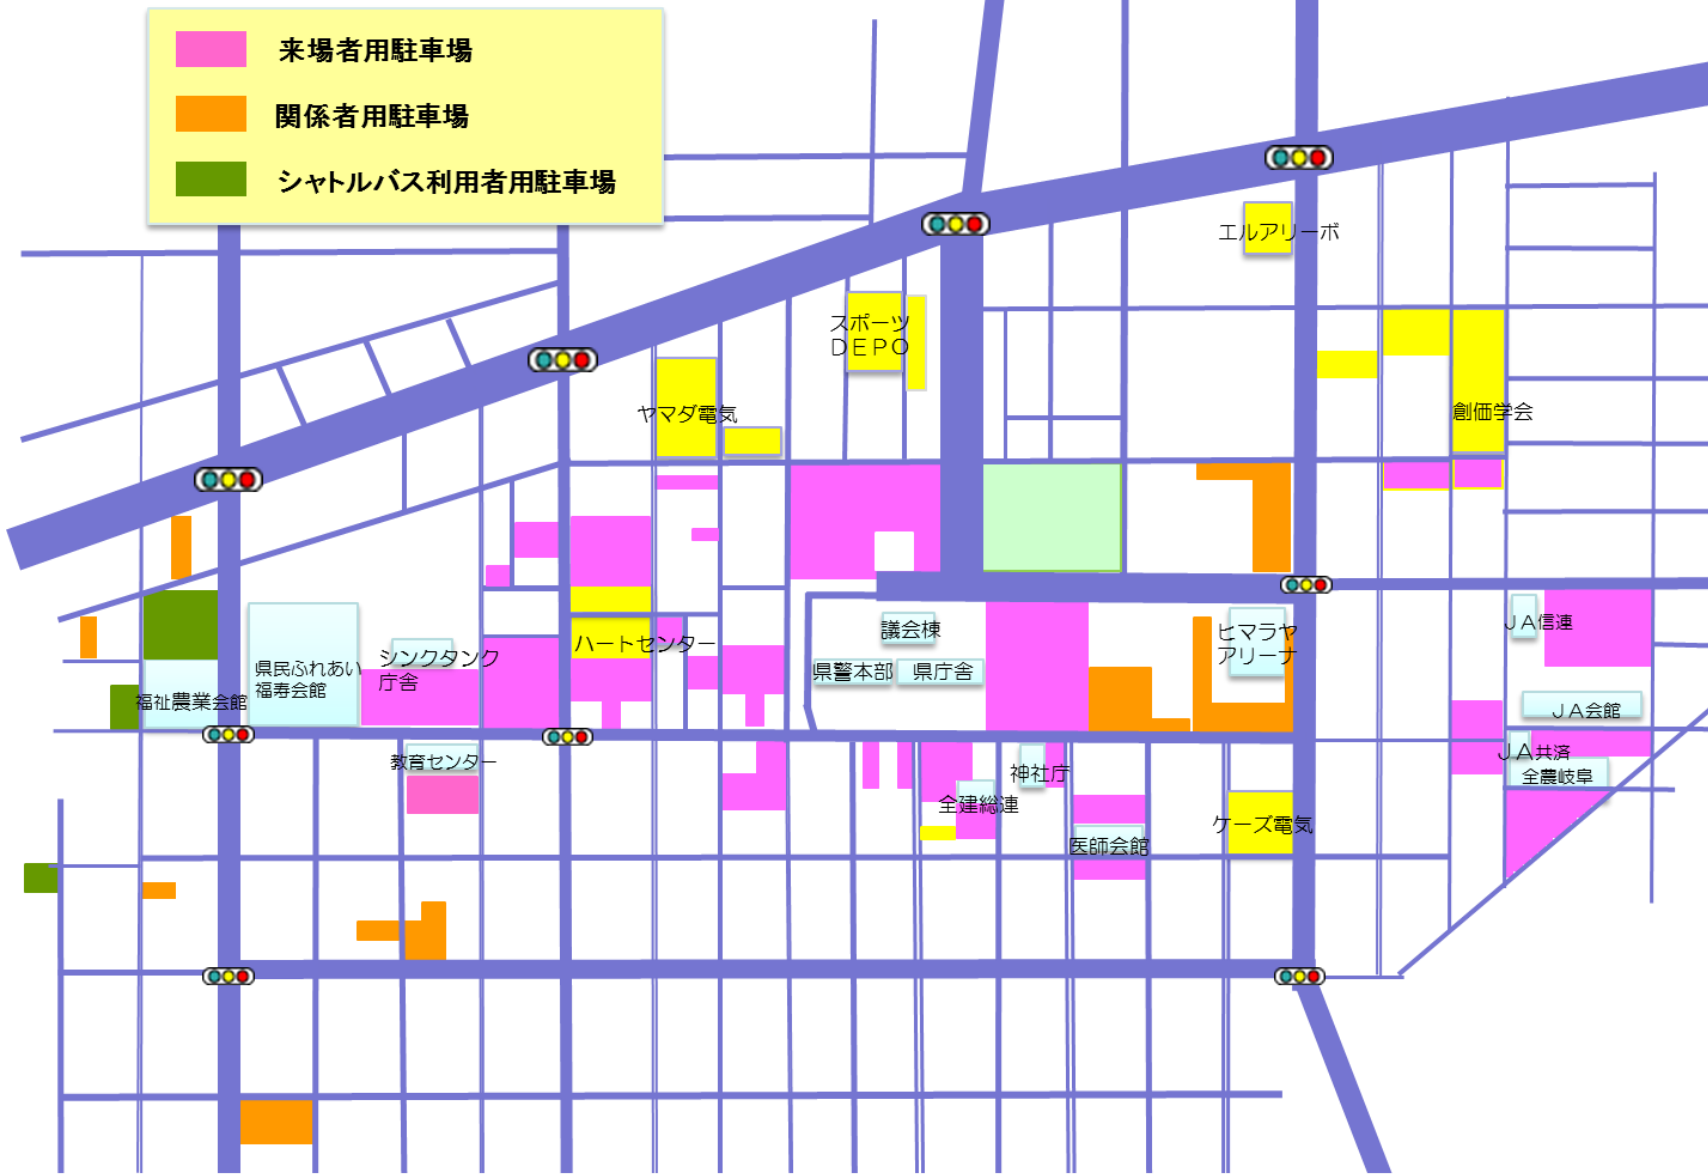 来場者用駐車場
関係者用駐車場
シャトルバス利用者用駐車場
エルアリーボ
スポーツ
ＤＥＰＯ
ヤマダ電気
創価学会
議会棟
ヒマラヤ
アリーナ
ＪＡ信連
ハートセンター
シンクタンク
庁舎
県民ふれあい
福寿会館
県警本部
県庁舎
福祉農業会館
ＪＡ会館
教育センター
神社庁
ＪＡ共済
全農岐阜
全建総連
ケーズ電気
医師会館